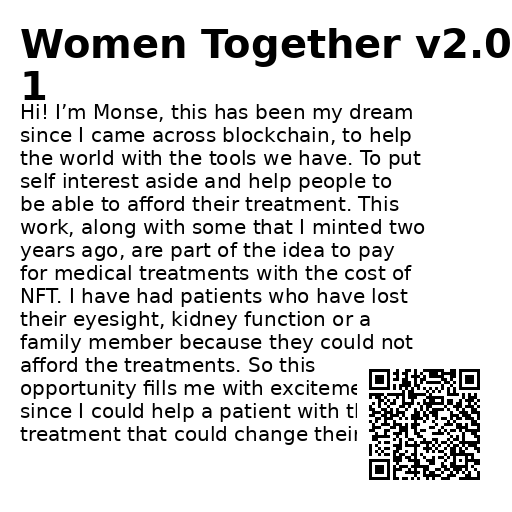 Women Together v2.0
1
Hi! I’m Monse, this has been my dream
since I came across blockchain, to help
the world with the tools we have. To put
self interest aside and help people to
be able to afford their treatment. This
work, along with some that I minted two
years ago, are part of the idea to pay
for medical treatments with the cost of
NFT. I have had patients who have lost
their eyesight, kidney function or a
family member because they could not
afford the treatments. So this
opportunity fills me with
since I could help a patient with
treatment that could change their